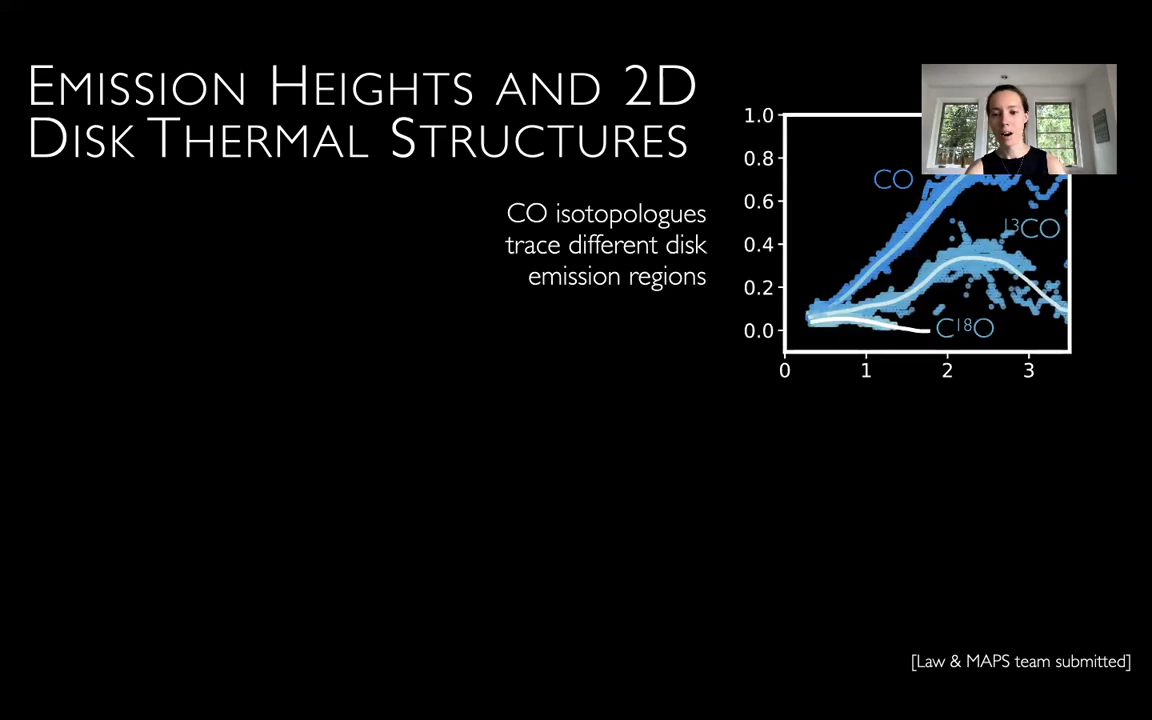 EMISSION HEIGHTS AND 2D
DISK THERMAL STRUCTURES
CO isotopologues
trace different disk
emission regions
1.0
0.8
0.6
0.4
0.2
0.0
CO
¹³CO
C¹⁸O
0 1 2 3
[Law & MAPS team submitted]